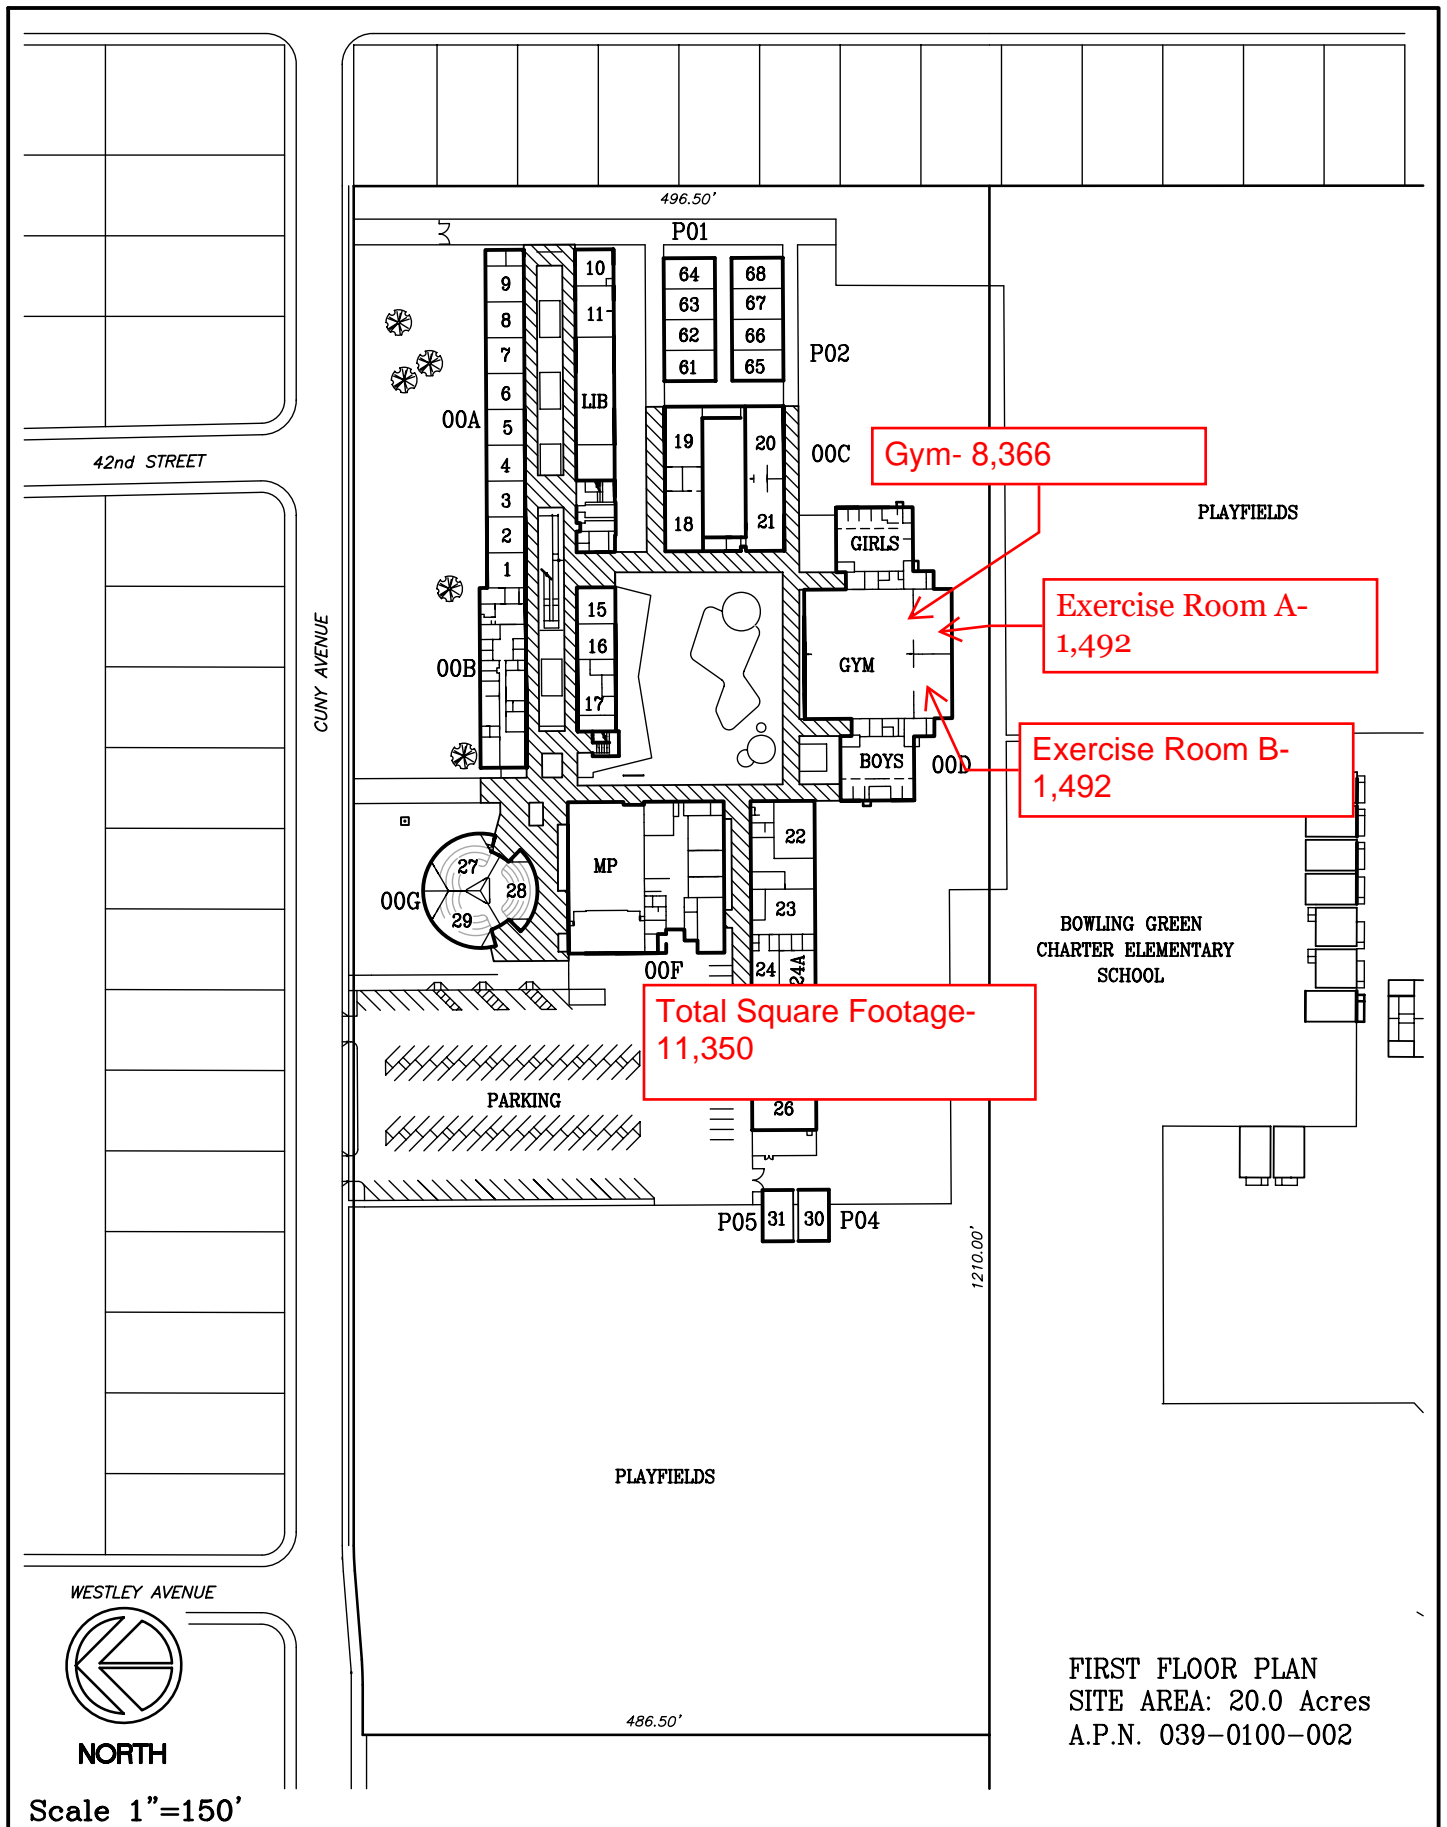 496.50'
P01
10
64
68
9
11
63
67
8
62
66
P02
7
61
65
6
LIB
00A
5
19
20
00C
Gym- 8,366
42nd STREET
4
3
PLAYFIELDS
2
18
21
GIRLS
1
Exercise Room A-
1,492
15
CUNY AVENUE
16
00B
GYM
17
Exercise Room B-
1,492
BOYS
00D
22
MP
27
28
00G
23
29
BOWLING GREEN
CHARTER ELEMENTARY
SCHOOL
00F
24
24A
Total Square Footage-
11,350
PARKING
26
P05
31
30
P04
1210.00'
PLAYFIELDS
WESTLEY AVENUE
NORTH
486.50'
FIRST FLOOR PLAN
SITE AREA: 20.0 Acres
A.P.N. 039-0100-002
Scale 1"=150'